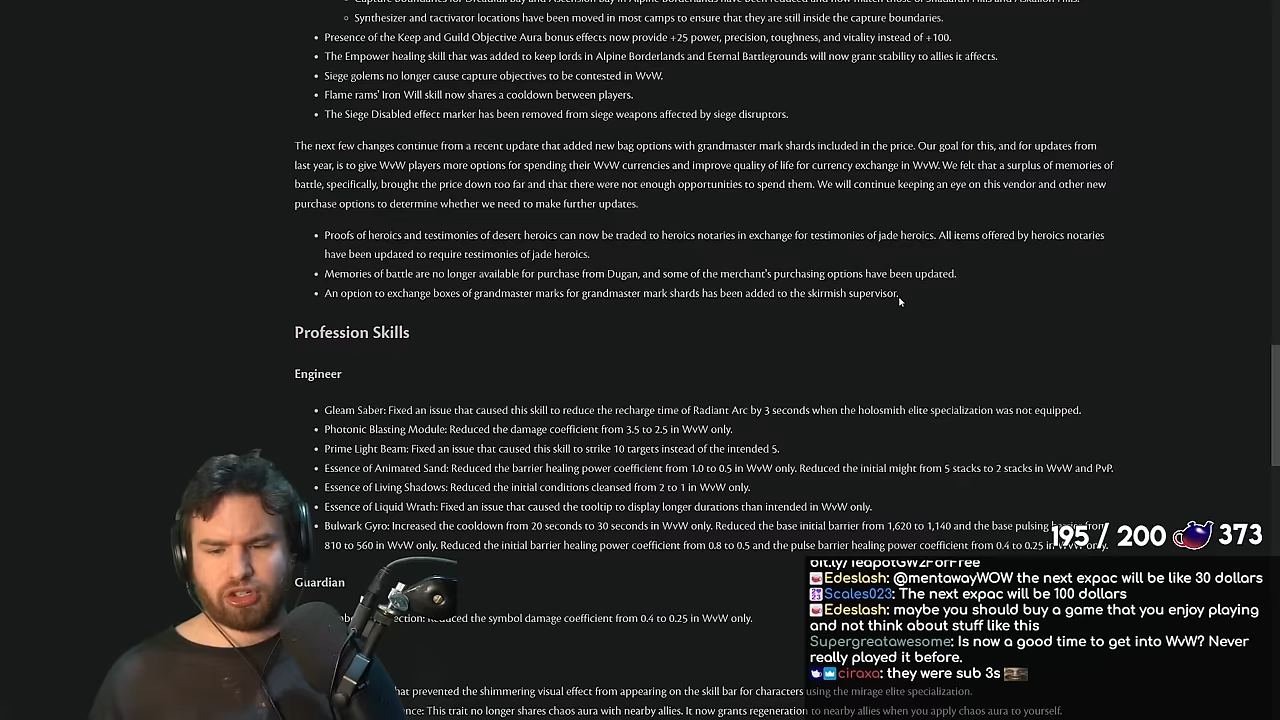 Synthesizer and tactivator locations have been moved in most camps to ensure that they are still inside the capture boundaries.
Presence of the Keep and Guild Objective Aura bonus effects now provide +25 power, precision, toughness, and vitality instead of +100.
The Empower healing skill that was added to keep lords in Alpine Borderlands and Eternal Battlegrounds will now grant stability to allies it affects.
Siege golems no longer cause capture objectives to be contested in WvW.
Flame rams' Iron Will skill now shares a cooldown between players.
The Siege Disabled effect marker has been removed from siege weapons affected by siege disruptors.
The next few changes continue from a recent update that added new bag options with grandmaster mark shards included in the price. Our goal for this, and for updates from
last year, is to give WvW players more options for spending their WvW currencies and improve quality of life for currency exchange in WvW. We felt that a surplus of memories of
battle, specifically, brought the price down too far and that there were not enough opportunities to spend them. We will continue keeping an eye on this vendor and other new
purchase options to determine whether we need to make further updates.
Proofs of heroics and testimonies of desert heroics can now be traded to heroics notaries in exchange for testimonies of jade heroics. All items offered by heroics notaries
have been updated to require testimonies of jade heroics.
Memories of battle are no longer available for purchase from Dugan, and some of the merchant's purchasing options have been updated.
An option to exchange boxes of grandmaster marks for grandmaster mark shards has been added to the skirmish supervisor.
Profession Skills
Engineer
Gleam Saber: Fixed an issue that caused this skill to reduce the recharge time of Radiant Arc by 3 seconds when the holosmith elite specialization was not equipped.
Photonic Blasting Module: Reduced the damage coefficient from 3.5 to 2.5 in WvW only.
Prime Light Beam: Fixed an issue that caused this skill to strike 10 targets instead of the intended 5.
Essence of Animated Sand: Reduced the barrier healing power coefficient from 1.0 to 0.5 in WvW only. Reduced the initial might from 5 stacks to 2 stacks in WvW and PvP.
Essence of Living Shadows: Reduced the initial conditions cleansed from 2 to 1 in WvW only.
Essence of Liquid Wrath: Fixed an issue that caused the tooltip to display longer durations than intended in WvW only.
Bulwark Gyro: Increased the cooldown from 20 seconds to 30 seconds in WvW only. Reduced the base initial barrier from 1,620 to 1,140 and the base pulsing barrier from
810 to 560 in WvW only. Reduced the initial barrier healing power coefficient from 0.8 to 0.5 and the pulse barrier healing power coefficient from 0.4 to 0.25 in WvW only.
195 / 200 373
Guardian
the symbol damage coefficient from 0.4 to 0.25 in WvW only.
that prevented the shimmering visual effect from appearing on the skill bar for characters using the mirage elite specialization.
This trait no longer shares chaos aura with nearby allies. It now grants regeneration to nearby allies when you apply chaos aura to yourself.
bit.ly/TeapotGW2ForFree
Edeslash: @mentawayWOW the next expac will be like 30 dollars
Scales023: The next expac will be 100 dollars
Edeslash: maybe you should buy a game that you enjoy playing
and not think about stuff like this
Supergreatawesome: Is now a good time to get into WvW? Never
really played it before.
ciraxa: they were sub 3s